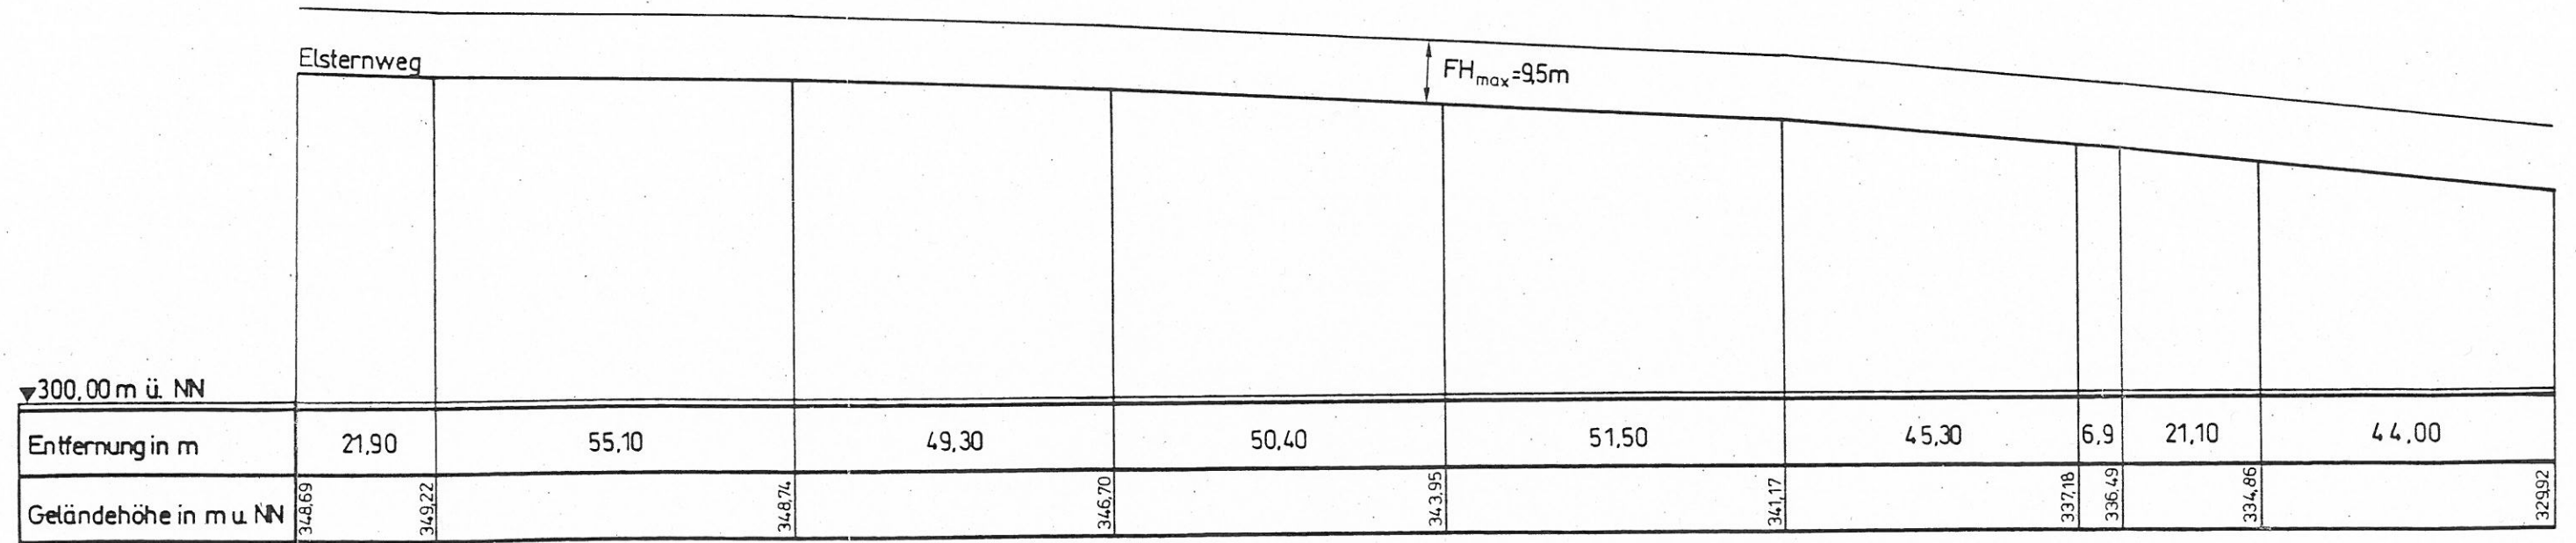 Elsternweg
FHmax=9,5m
▼300,00 m ü. NN
Entfernung in m 21,90 55,10 49,30 50,40 51,50 45,30 6,9 21,10 44,00
Geländehöhe in m u. NN 348,69 349,22 348,74 346,70 343,95 341,17 337,18 336,49 334,86 329,92